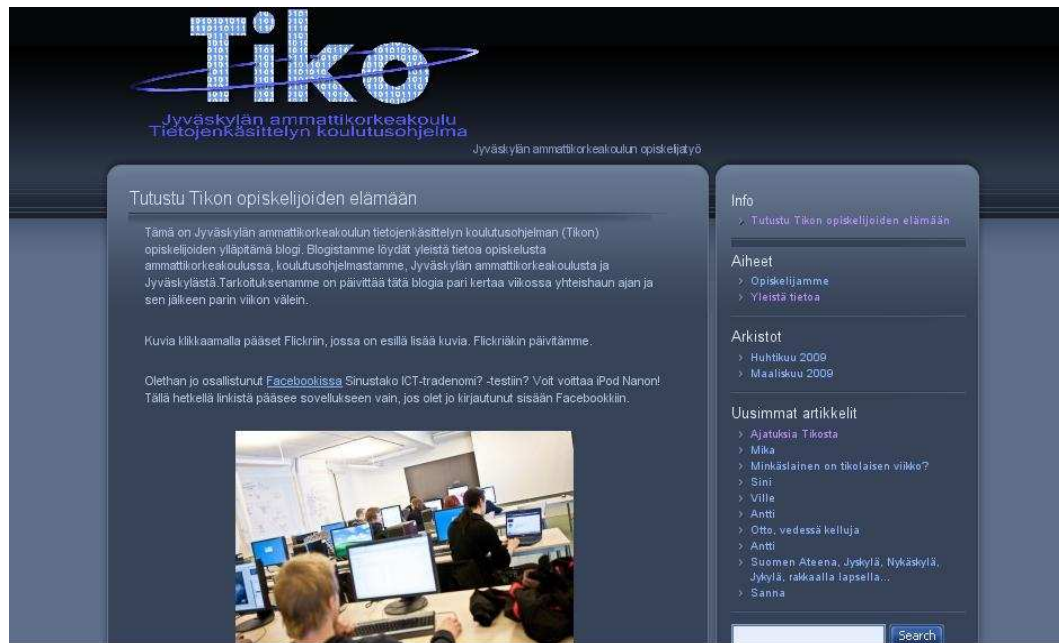 Tiko
Jyväskylän ammattikorkeakoulu
Tietojenkäsittelyn koulutusohjelma
Jyväskylän ammattikorkeakoulun opiskelijatyö
Tutustu Tikon opiskelijoiden elämään
Tämä on Jyväskylän ammattikorkeakoulun tietojenkäsittelyn koulutusohjelman (Tikon)
opiskelijoiden ylläpitämä blogi. Blogistamme löydät yleistä tietoa opiskelusta
ammattikorkeakoulussa, koulutusohjelmastamme, Jyväskylän ammattikorkeakoulusta ja
Jyväskylästä.Tarkoituksenamme on päivittää tätä blogia pari kertaa viikossa yhteishaun ajan ja
sen jälkeen parin viikon välein.
Kuvia klikkaamalla pääset Flickriin, jossa on esillä lisää kuvia. Flickriäkin päivitämme.
Olethan jo osallistunut Facebookissa Sinustako ICT-tradenomi? -testiin? Voit voittaa iPod Nanon!
Tällä hetkellä linkistä pääsee sovellukseen vain, jos olet jo kirjautunut sisään Facebookkiin.
Info
> Tutustu Tikon opiskelijoiden elämään
Aiheet
> Opiskelijamme
> Yleistä tietoa
Arkistot
> Huhtikuu 2009
> Maaliskuu 2009
Uusimmat artikkelit
> Ajatuksia Tikosta
> Mika
> Minkäslainen on tikolaisen viikko?
> Sini
> Ville
> Antti
> Otto, vedessä kelluja
> Antti
> Suomen Ateena, Jyskylä, Nykäskylä,
Jykylä, rakkaalla lapsella...
> Sanna
Search